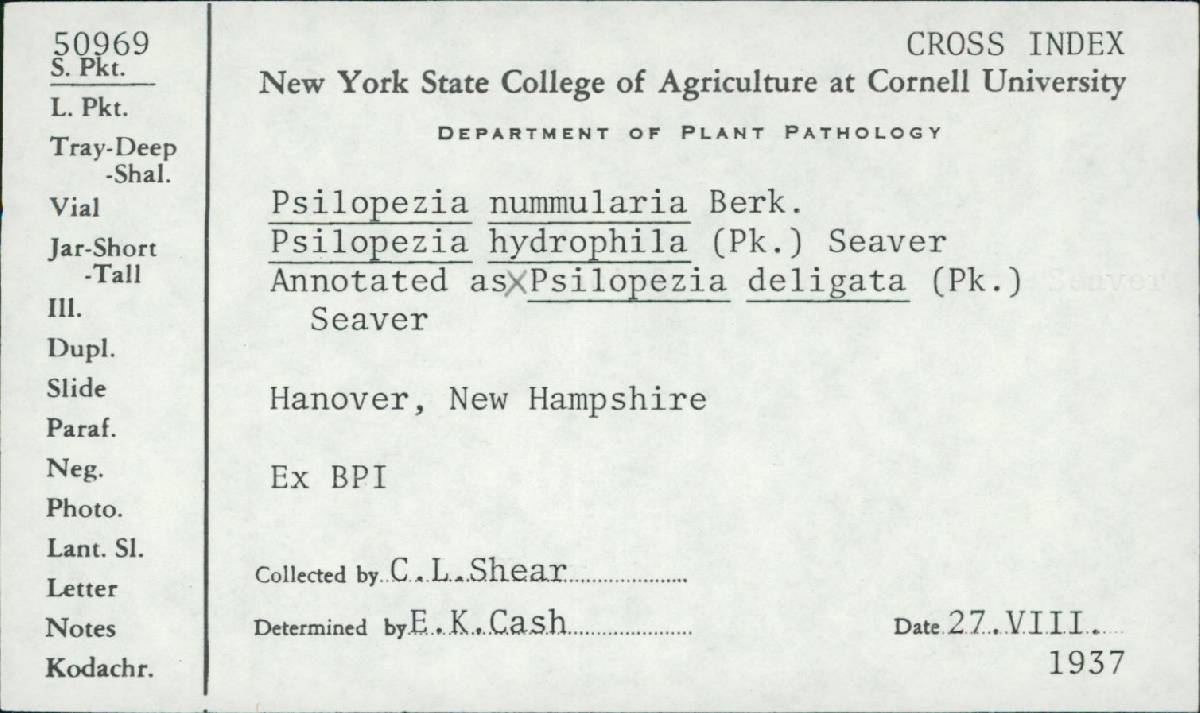 50969
S. Pkt.
L. Pkt.
Tray-Deep
-Shal.
Vial
Jar-Short
-Tall
Ill.
Dupl.
Slide
Paraf.
Neg.
Photo.
Lant. Sl.
Letter
Notes
Kodachr.
CROSS INDEX
New York State College of Agriculture at Cornell University
DEPARTMENT OF PLANT PATHOLOGY
Psilopezia nummularia Berk.
Psilopezia hydrophila (Pk.) Seaver
Annotated as X Psilopezia deligata (Pk.) Seaver
Seaver
Hanover, New Hampshire
Ex BPI
Collected by C. L. Shear
Determined by E. K. Cash
Date 27. VIII.
1937